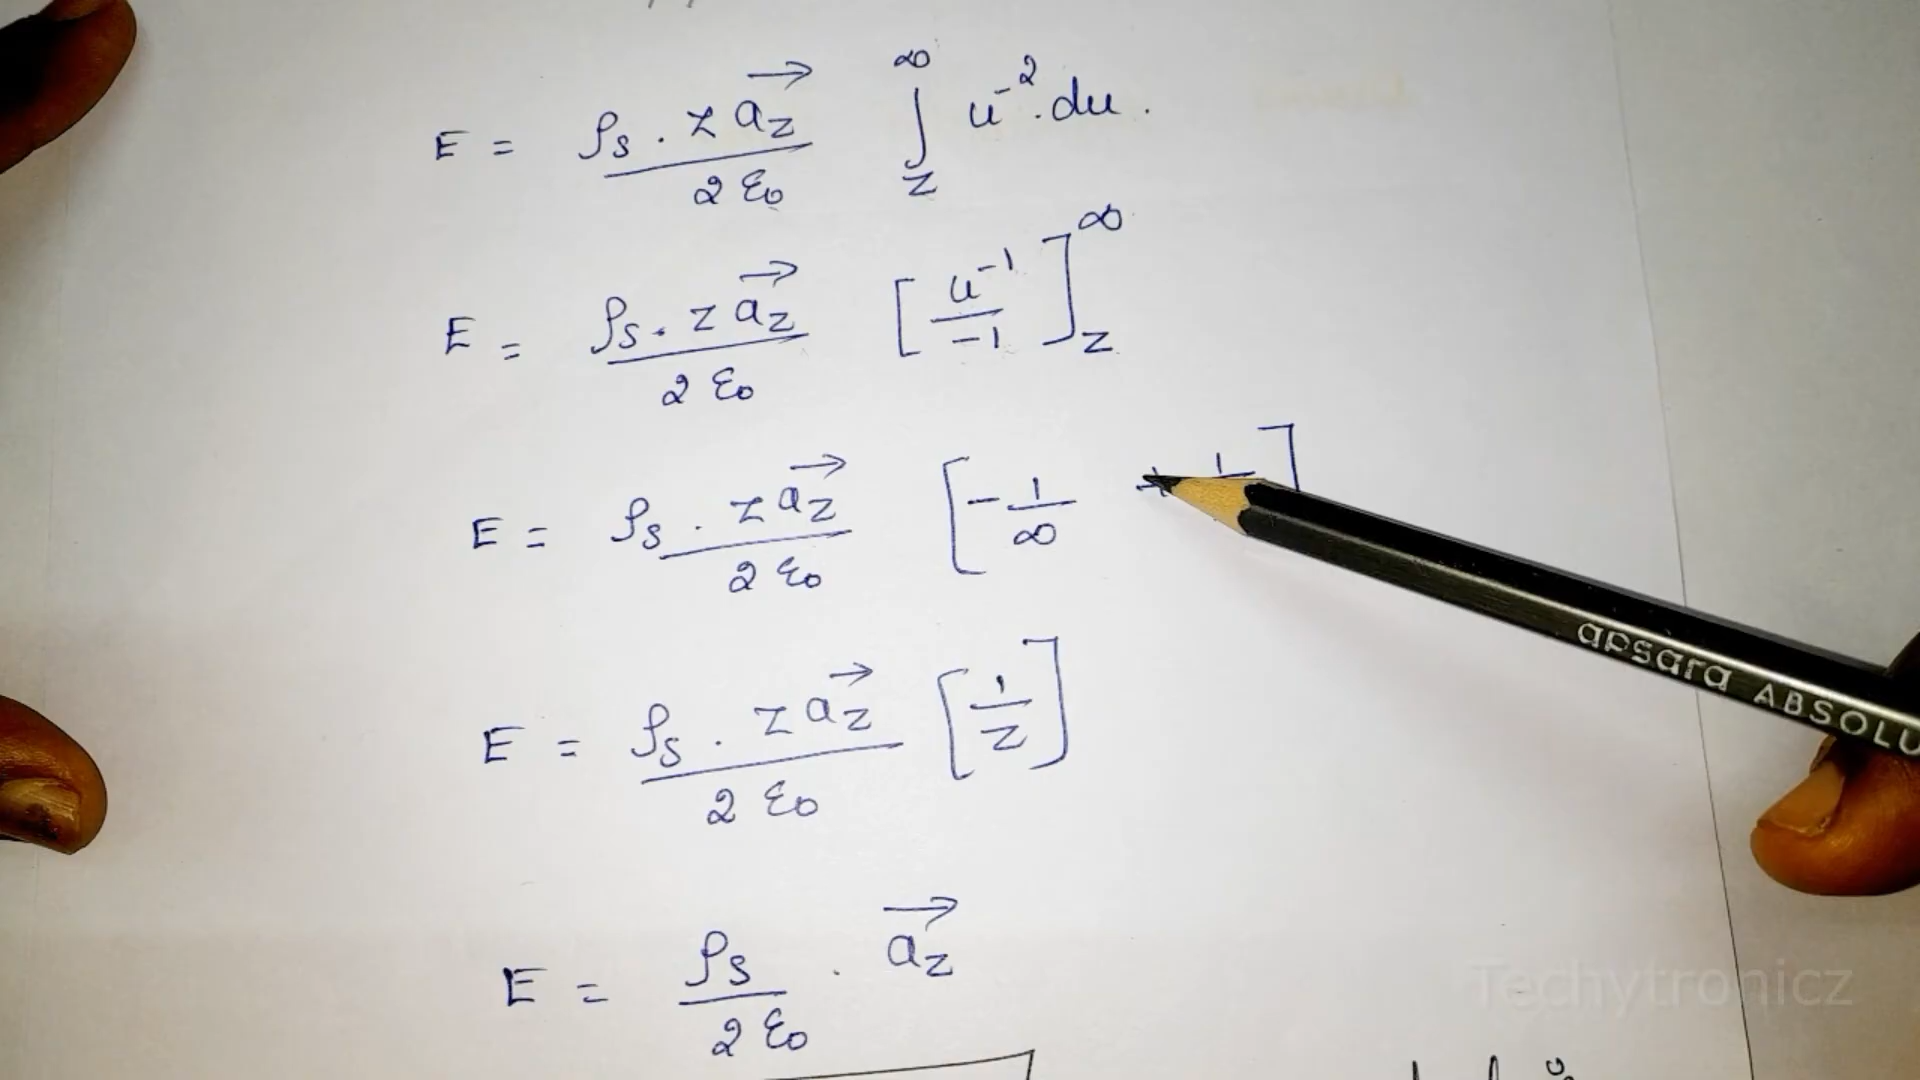 E = ρs . z a⃗z / 2 ε0 ∫ z ∞ u⁻² . du .
E = ρs . z a⃗z / 2 ε0 [ u⁻¹ / -1 ] z ∞
E = ρs . z a⃗z / 2 ε0 [ - 1/∞ + 1 ]
E = ρs . z a⃗z / 2 ε0 [ 1/z ]
E = ρs / 2 ε0 . a⃗z
apsara ABSOLU
Techytronicz